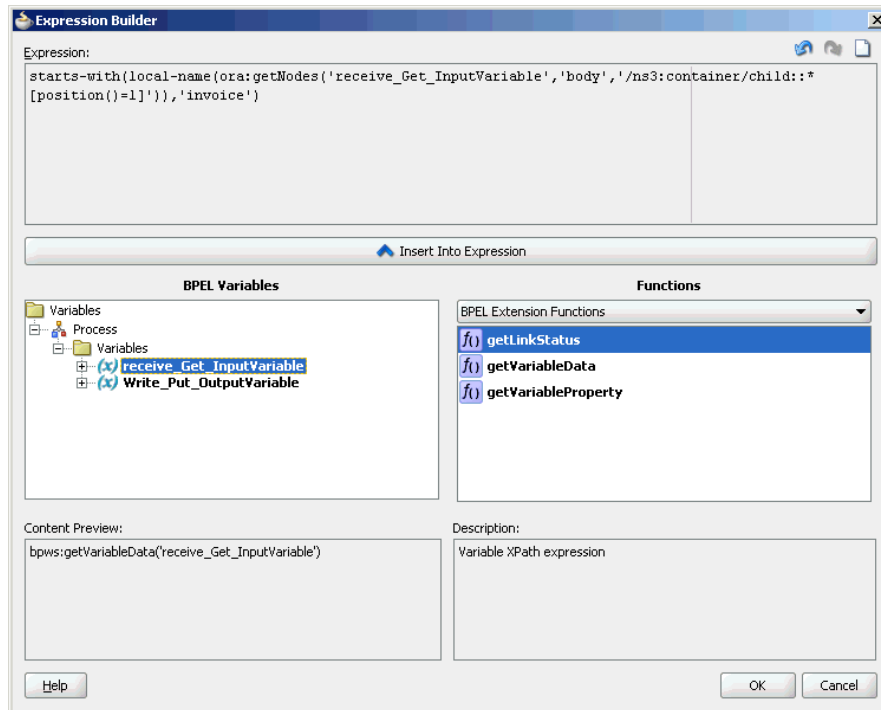 Expression Builder
Expression:
starts-with(local-name(ora:getNodes('receive_Get_InputVariable','body','/ns3:container/child::*
[position()=1]')),'invoice')
Insert Into Expression
BPEL Variables
Functions
Variables
Process
Variables
(x) receive_Get_InputVariable
(x) Write_Put_OutputVariable
BPEL Extension Functions
f() getLinkStatus
f() getVariableData
f() getVariableProperty
Content Preview:
bpws:getVariableData('receive_Get_InputVariable')
Description:
Variable XPath expression
Help
OK
Cancel